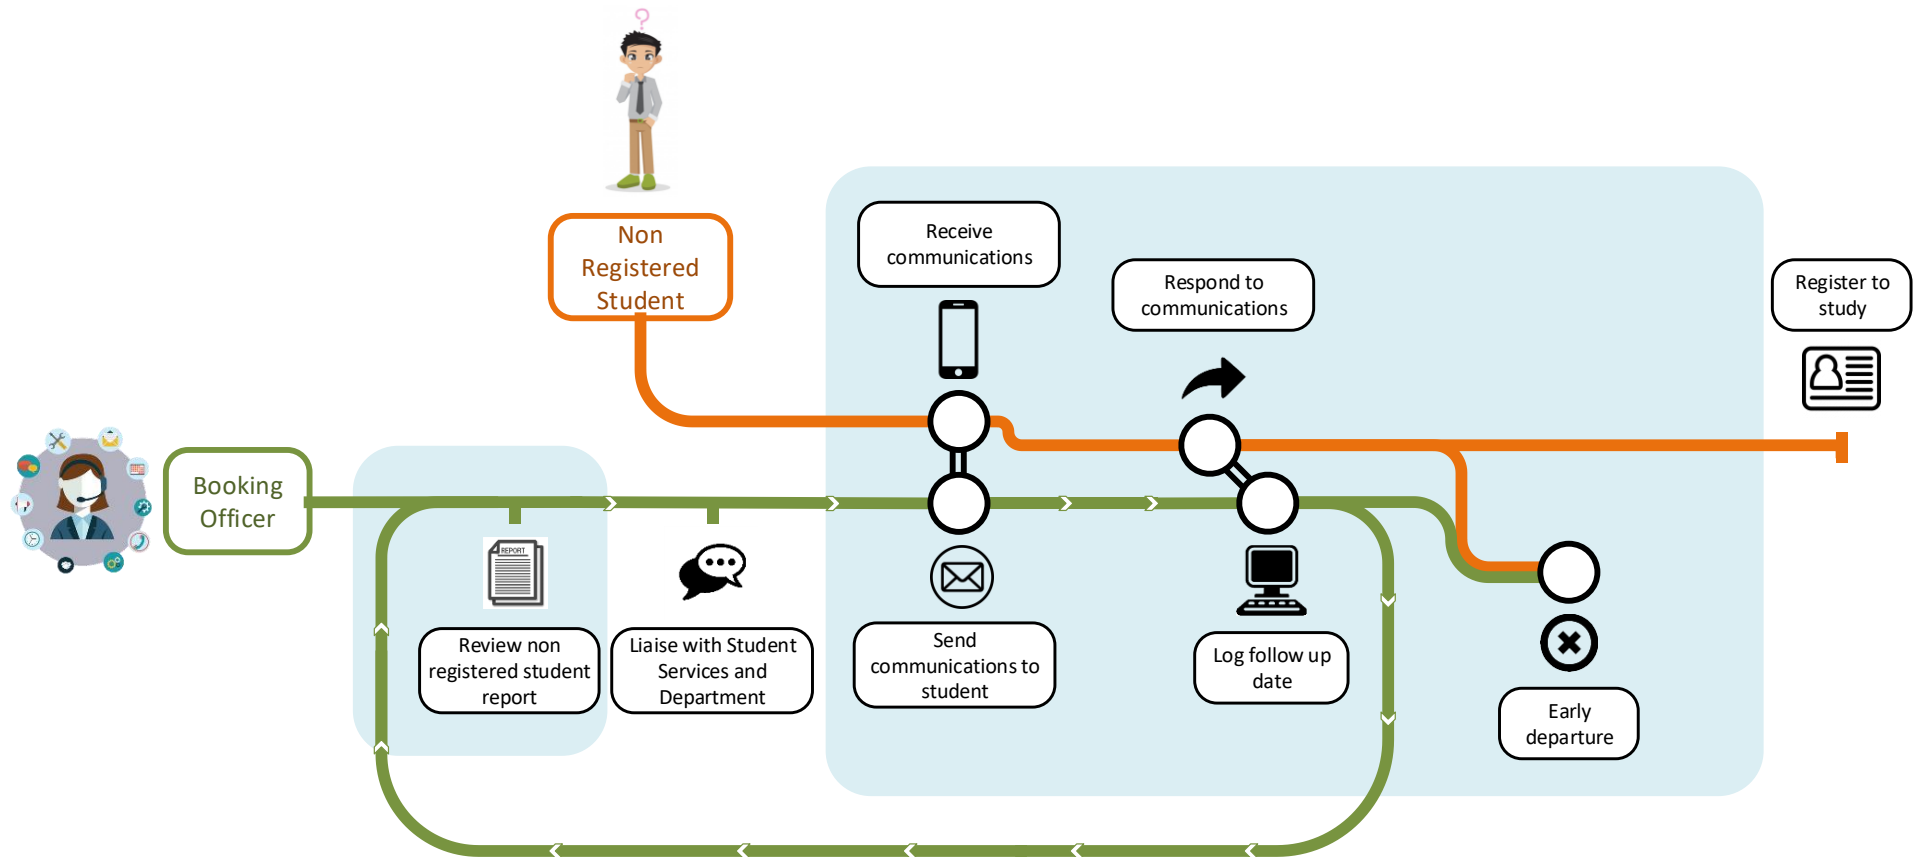 ?
Non
Registered
Student
Receive
communications
Respond to
communications
Register to
study
Booking
Officer
REPORT
Review non
registered student
report
Liaise with Student
Services and
Department
Send
communications to
student
Log follow up
date
Early
departure